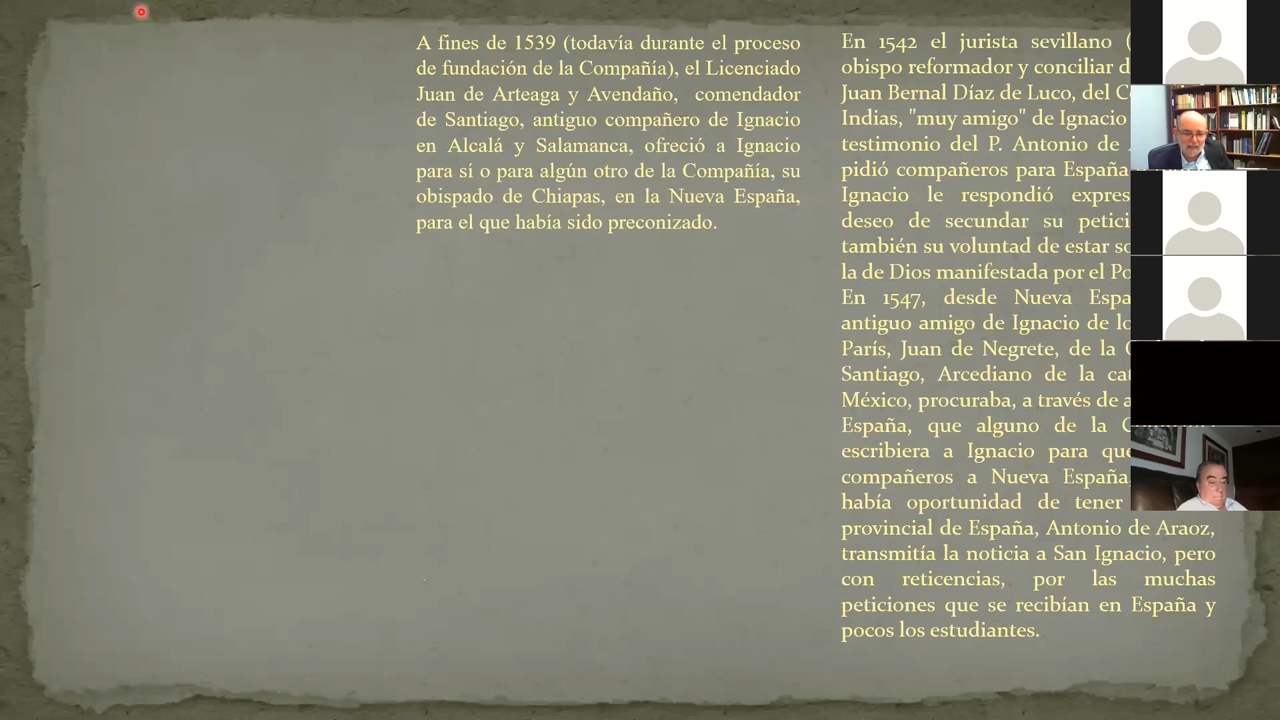 A fines de 1539 (todavía durante el proceso
de fundación de la Compañía), el Licenciado
Juan de Arteaga y Avendaño, comendador
de Santiago, antiguo compañero de Ignacio
en Alcalá y Salamanca, ofreció a Ignacio
para sí o para algún otro de la Compañía, su
obispado de Chiapas, en la Nueva España,
para el que había sido preconizado.
En 1542 el jurista sevillano (
obispo reformador y conciliar
Juan Bernal Díaz de Luco, del
Indias, "muy amigo" de Ignacio
testimonio del P. Antonio de
pidió compañeros para España
Ignacio le respondió
deseo de secundar su
también su voluntad de estar
la de Dios manifestada por el
En 1547, desde Nueva
antiguo amigo de Ignacio de
París, Juan de Negrete, de la
Santiago, Arcediano de la
México, procuraba, a través de
España, que alguno de la
escribiera a Ignacio para
compañeros a Nueva España,
había oportunidad de tener
provincial de España, Antonio de Araoz,
transmitía la noticia a San Ignacio, pero
con reticencias, por las muchas
peticiones que se recibían en España y
pocos los estudiantes.